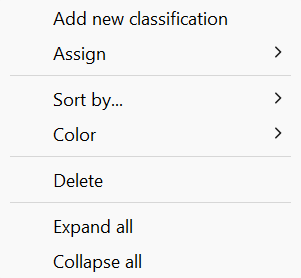 Add new classification
Assign
Sort by...
Color
Delete
Expand all
Collapse all